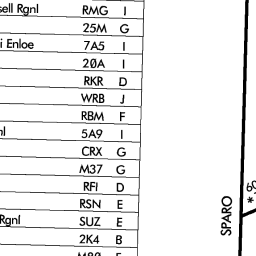 sell Rgnl RMG I
25M G
i Enloe 7A5 I
20A I
RKR D
WRB J
RBM F
nl 5A9 I
CRX G
M37 G
RFI D
RSN E
Rgnl SUZ E
2K4 B
SPARO